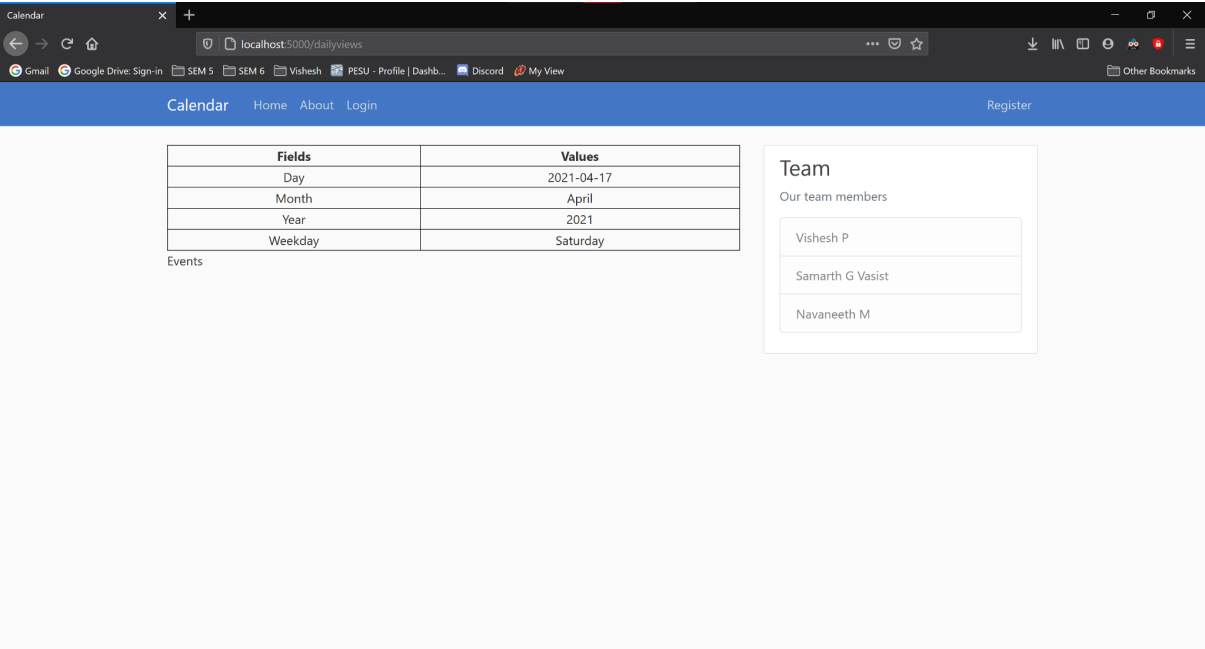 Calendar
localhost:5000/dailyviews
Gmail Google Drive: Sign-in SEM 5 SEM 6 Vishesh PESU - Profile | Dashb... Discord My View Other Bookmarks
Calendar Home About Login Register
Fields Values
Day 2021-04-17
Month April
Year 2021
Weekday Saturday
Events
Team
Our team members
Vishesh P
Samarth G Vasist
Navaneeth M